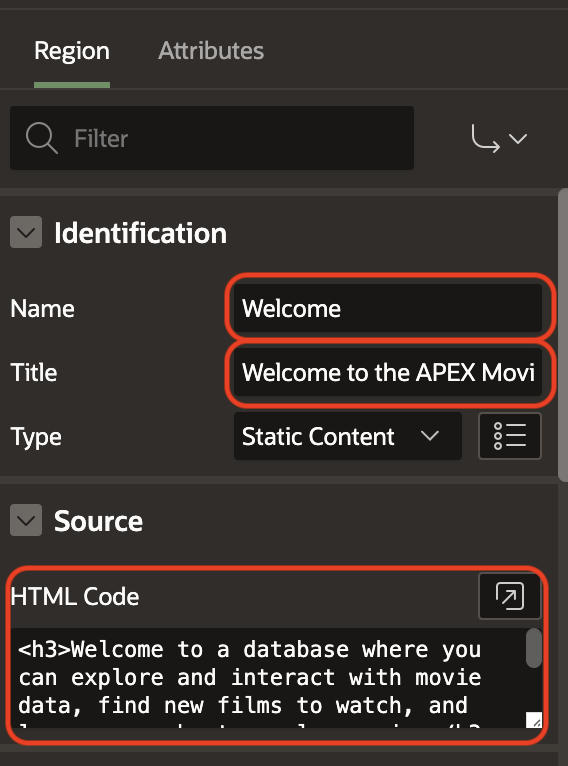 Region Attributes
Filter
Identification
Name Welcome
Title Welcome to the APEX Movi
Type Static Content
Source
HTML Code
<h3>Welcome to a database where you
can explore and interact with movie
data, find new films to watch, and